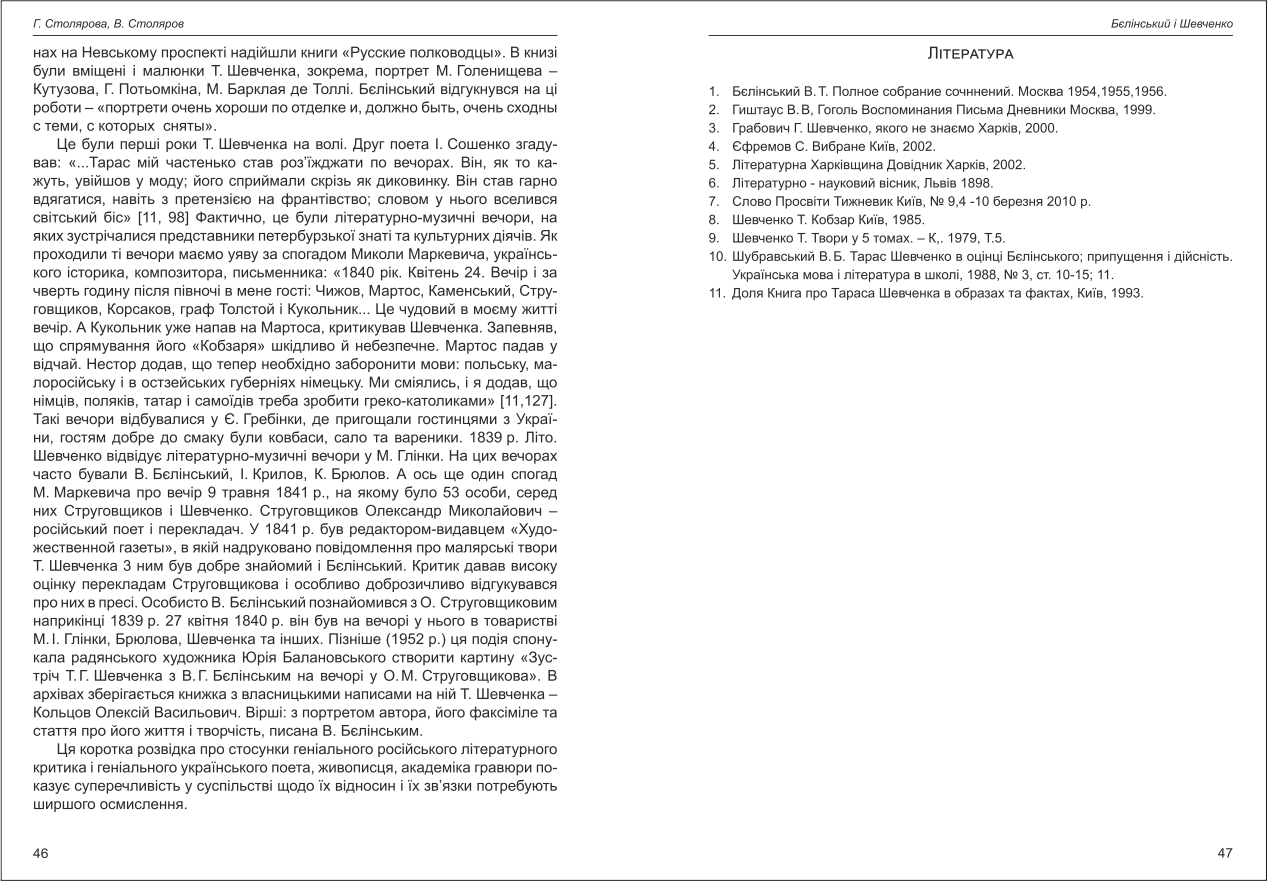 Г. Столярова, В. Столяров
нах на Невському проспекті надійшли книги «Русские полководцы». В книзі
були вміщені і малюнки Т. Шевченка, зокрема, портрет М. Голенищева –
Кутузова, Г. Потьомкіна, М. Барклая де Толлі. Бєлінський відгукнувся на ці
роботи – «портрети очень хороши по отделке и, должно быть, очень сходны
с теми, с которых сняты».
Це були перші роки Т. Шевченка на волі. Друг поета І. Сошенко згаду-
вав: «...Тарас мій частенько став роз’їжджати по вечорах. Він, як то ка-
жуть, увійшов у моду; його сприймали скрізь як диковинку. Він став гарно
вдягатися, навіть з претензією на франтівство; словом у нього вселився
світський біс» [11, 98] Фактично, це були літературно-музичні вечори, на
яких зустрічалися представники петербурзької знаті та культурних діячів. Як
проходили ті вечори маємо уяву за спогадом Миколи Маркевича, українсь-
кого історика, композитора, письменника: «1840 рік. Квітень 24. Вечір і за
чверть годину після півночі в мене гості: Чижов, Мартос, Каменський, Стру-
говщиков, Корсаков, граф Толстой і Кукольник... Це чудовий в моєму житті
вечір. А Кукольник уже напав на Мартоса, критикував Шевченка. Запевняв,
що спрямування його «Кобзаря» шкідливо й небезпечне. Мартос падав у
відчай. Нестор додав, що тепер необхідно заборонити мови: польську, ма-
лоросійську і в остзейських губерніях німецьку. Ми сміялись, і я додав, що
німців, поляків, татар і самоїдів треба зробити греко-католиками» [11,127].
Такі вечори відбувалися у Є. Гребінки, де пригощали гостинцями з Украї-
ни, гостям добре до смаку були ковбаси, сало та вареники. 1839 р. Літо.
Шевченко відвідує літературно-музичні вечори у М. Глінки. На цих вечорах
часто бували В. Бєлінський, І. Крилов, К. Брюлов. А ось ще один спогад
М. Маркевича про вечір 9 травня 1841 р., на якому було 53 особи, серед
них Струговщиков і Шевченко. Струговщиков Олександр Миколайович –
російський поет і перекладач. У 1841 р. був редактором-видавцем «Худо-
жественной газеты», в якій надруковано повідомлення про малярські твори
Т. Шевченка 3 ним був добре знайомий і Бєлінський. Критик давав високу
оцінку перекладам Струговщикова і особливо доброзичливо відгукувався
про них в пресі. Особисто В. Бєлінський познайомився з О. Струговщиковим
наприкінці 1839 р. 27 квітня 1840 р. він був на вечорі у нього в товаристві
М. І. Глінки, Брюлова, Шевченка та інших. Пізніше (1952 р.) ця подія спону-
кала радянського художника Юрія Балановського створити картину «Зус-
тріч Т. Г. Шевченка з В. Г. Бєлінським на вечорі у О. М. Струговщикова». В
архівах зберігається книжка з власницькими написами на ній Т. Шевченка –
Кольцов Олексій Васильович. Вірші: з портретом автора, його факсіміле та
стаття про його життя і творчість, писана В. Бєлінським.
Ця коротка розвідка про стосунки геніального російського літературного
критика і геніального українського поета, живописця, академіка гравюри по-
казує суперечливість у суспільстві щодо їх відносин і їх зв’язки потребують
ширшого осмислення.
46
Бєлінський і Шевченко
Література
1. Бєлінський В. Т. Полное собрание сочннений. Москва 1954,1955,1956.
2. Гиштаус В. В, Гоголь Воспоминания Письма Дневники Москва, 1999.
3. Грабович Г. Шевченко, якого не знаємо Харків, 2000.
4. Єфремов С. Вибране Київ, 2002.
5. Літературна Харківщина Довідник Харків, 2002.
6. Літературно - науковий вісник, Львів 1898.
7. Слово Просвіти Тижневик Київ, № 9,4 -10 березня 2010 р.
8. Шевченко Т. Кобзар Київ, 1985.
9. Шевченко Т. Твори у 5 томах. – К,. 1979, Т.5.
10. Шубравський В. Б. Тарас Шевченко в оцінці Бєлінського; припущення і дійсність.
Українська мова і література в школі, 1988, № 3, ст. 10-15; 11.
11. Доля Книга про Тараса Шевченка в образах та фактах, Київ, 1993.
47